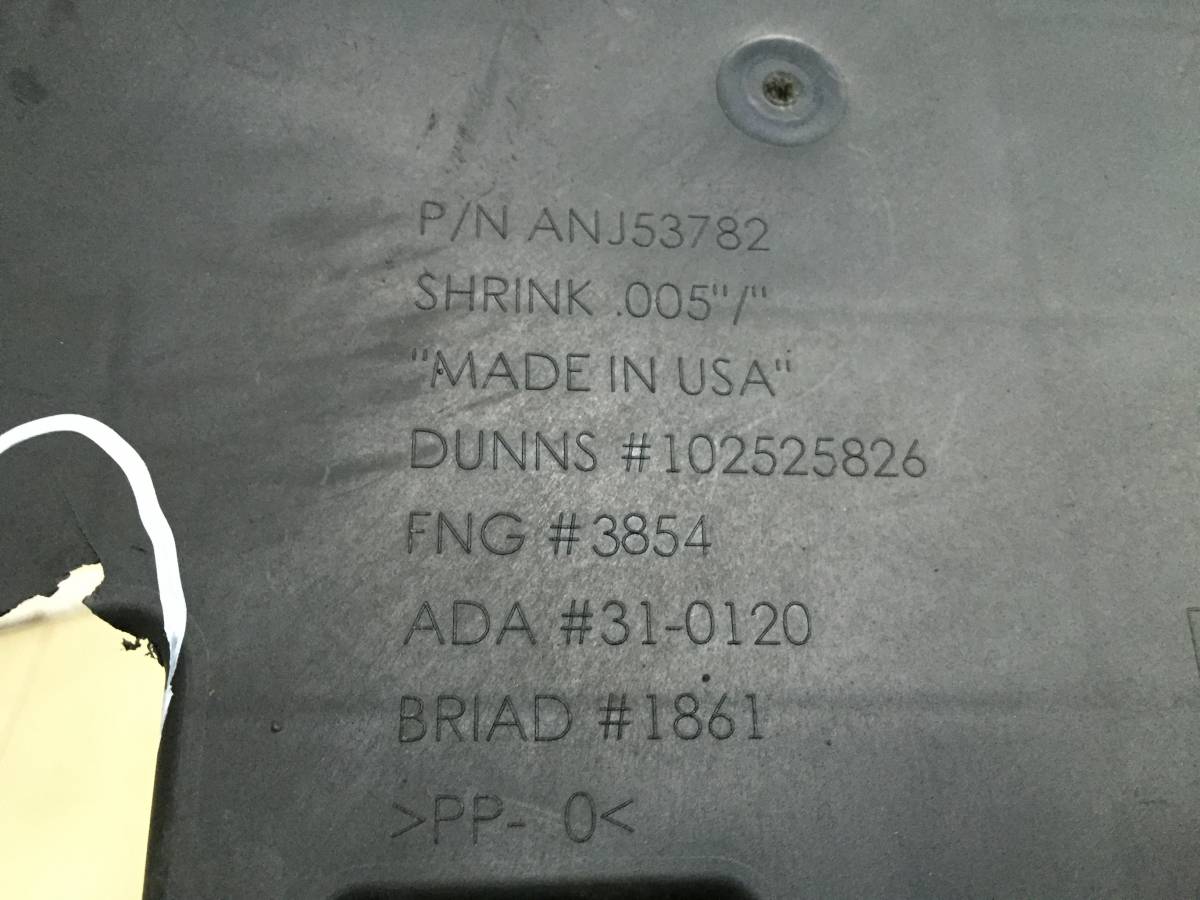 P/N ANJ53782
SHRINK .005"/"
"MADE IN USA"
DUNNS #102525826
FNG #3854
ADA #31-0120
BRIAD #1861
>PP- 0<